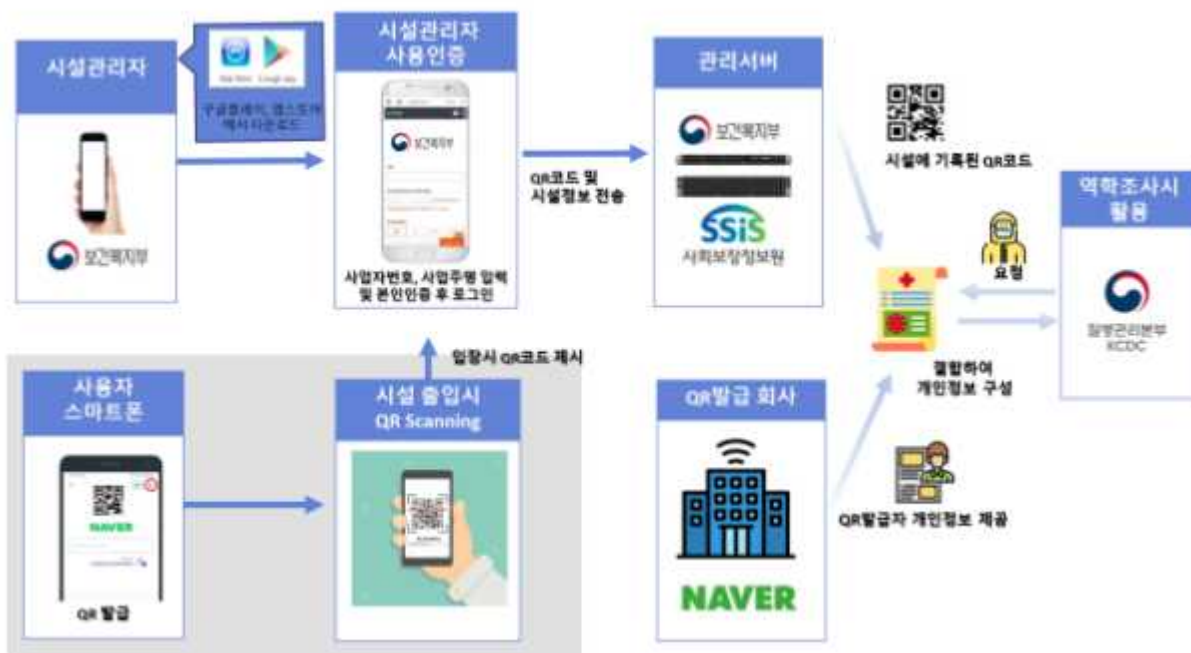 시설관리자
구글플레이, 앱스토어
에서 다운로드
보건복지부
시설관리자
사용인증
보건복지부
사업자번호, 사업주명 입력
및 본인인증 후 로그인
QR코드 및
시설정보 전송
관리서버
보건복지부
SSiS
사회보장정보원
시설에 기록된 QR코드
역학조사시
활용
요청
질병관리본부
KCDC
결합하여
개인정보 구성
입장시 QR코드 제시
사용자
스마트폰
NAVER
QR 발급
시설 출입시
QR Scanning
QR발급 회사
NAVER
QR발급자 개인정보 제공